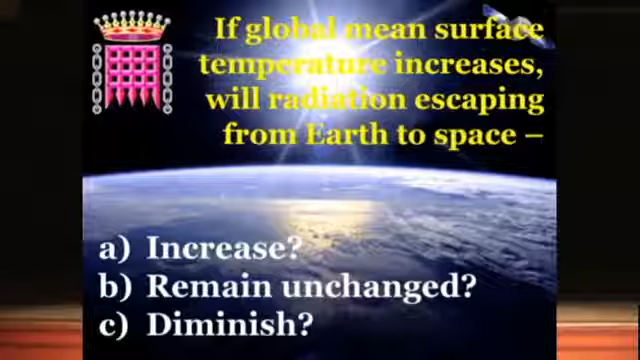 If global mean surface
temperature increases,
will radiation escaping
from Earth to space –
a) Increase?
b) Remain unchanged?
c) Diminish?